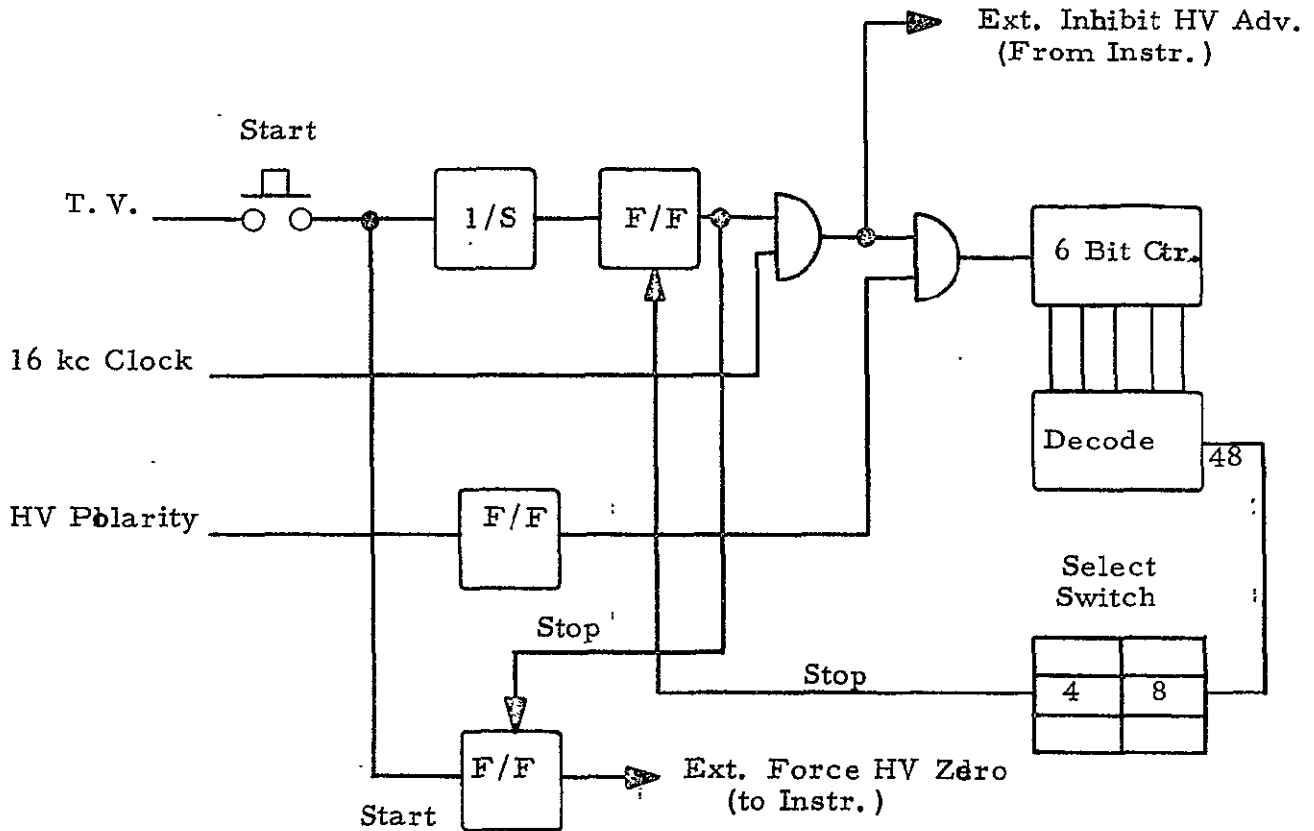 Ext. Inhibit HV Adv.
(From Instr.)
Start
T. V.
1/S
F/F
6 Bit Ctr.
16 kc Clock
Decode
48
HV Polarity
F/F
Select
Switch
Stop
Stop
4 8
F/F
Ext. Force HV Zero
(to Instr.)
Start